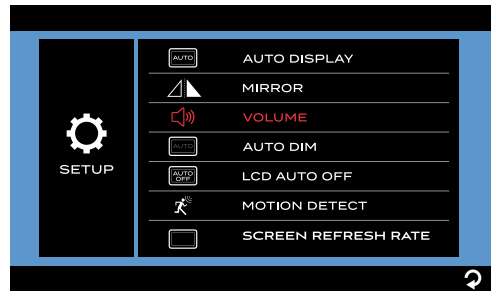 AUTO AUTO DISPLAY
MIRROR
VOLUME
AUTO AUTO DIM
SETUP
AUTO OFF LCD AUTO OFF
MOTION DETECT
SCREEN REFRESH RATE